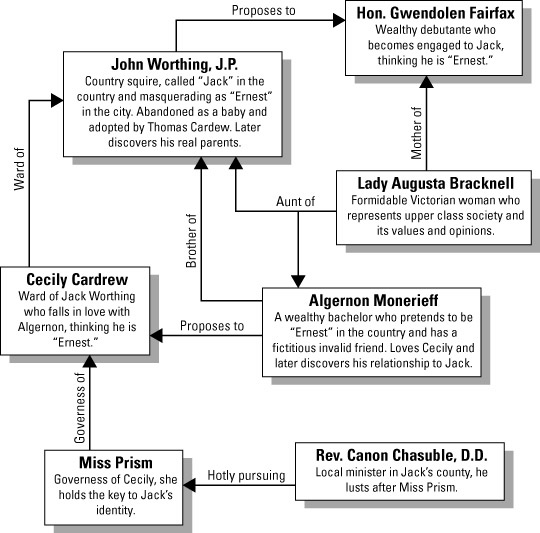 Proposes to
Hon. Gwendolen Fairfax
Wealthy debutante who
becomes engaged to Jack,
thinking he is “Ernest.”
John Worthing, J.P.
Country squire, called “Jack” in the
country and masquerading as “Ernest”
in the city. Abandoned as a baby and
adopted by Thomas Cardew. Later
discovers his real parents.
Ward of
Mother of
Lady Augusta Bracknell
Formidable Victorian woman who
represents upper class society and
its values and opinions.
Aunt of
Brother of
Cecily Cardrew
Ward of Jack Worthing
who falls in love with
Algernon, thinking he is
“Ernest.”
Proposes to
Algernon Monerieff
A wealthy bachelor who pretends to be
“Ernest” in the country and has a
fictitious invalid friend. Loves Cecily and
later discovers his relationship to Jack.
Governess of
Miss Prism
Governess of Cecily, she
holds the key to Jack’s
identity.
Hotly pursuing
Rev. Canon Chasuble, D.D.
Local minister in Jack’s county, he
lusts after Miss Prism.